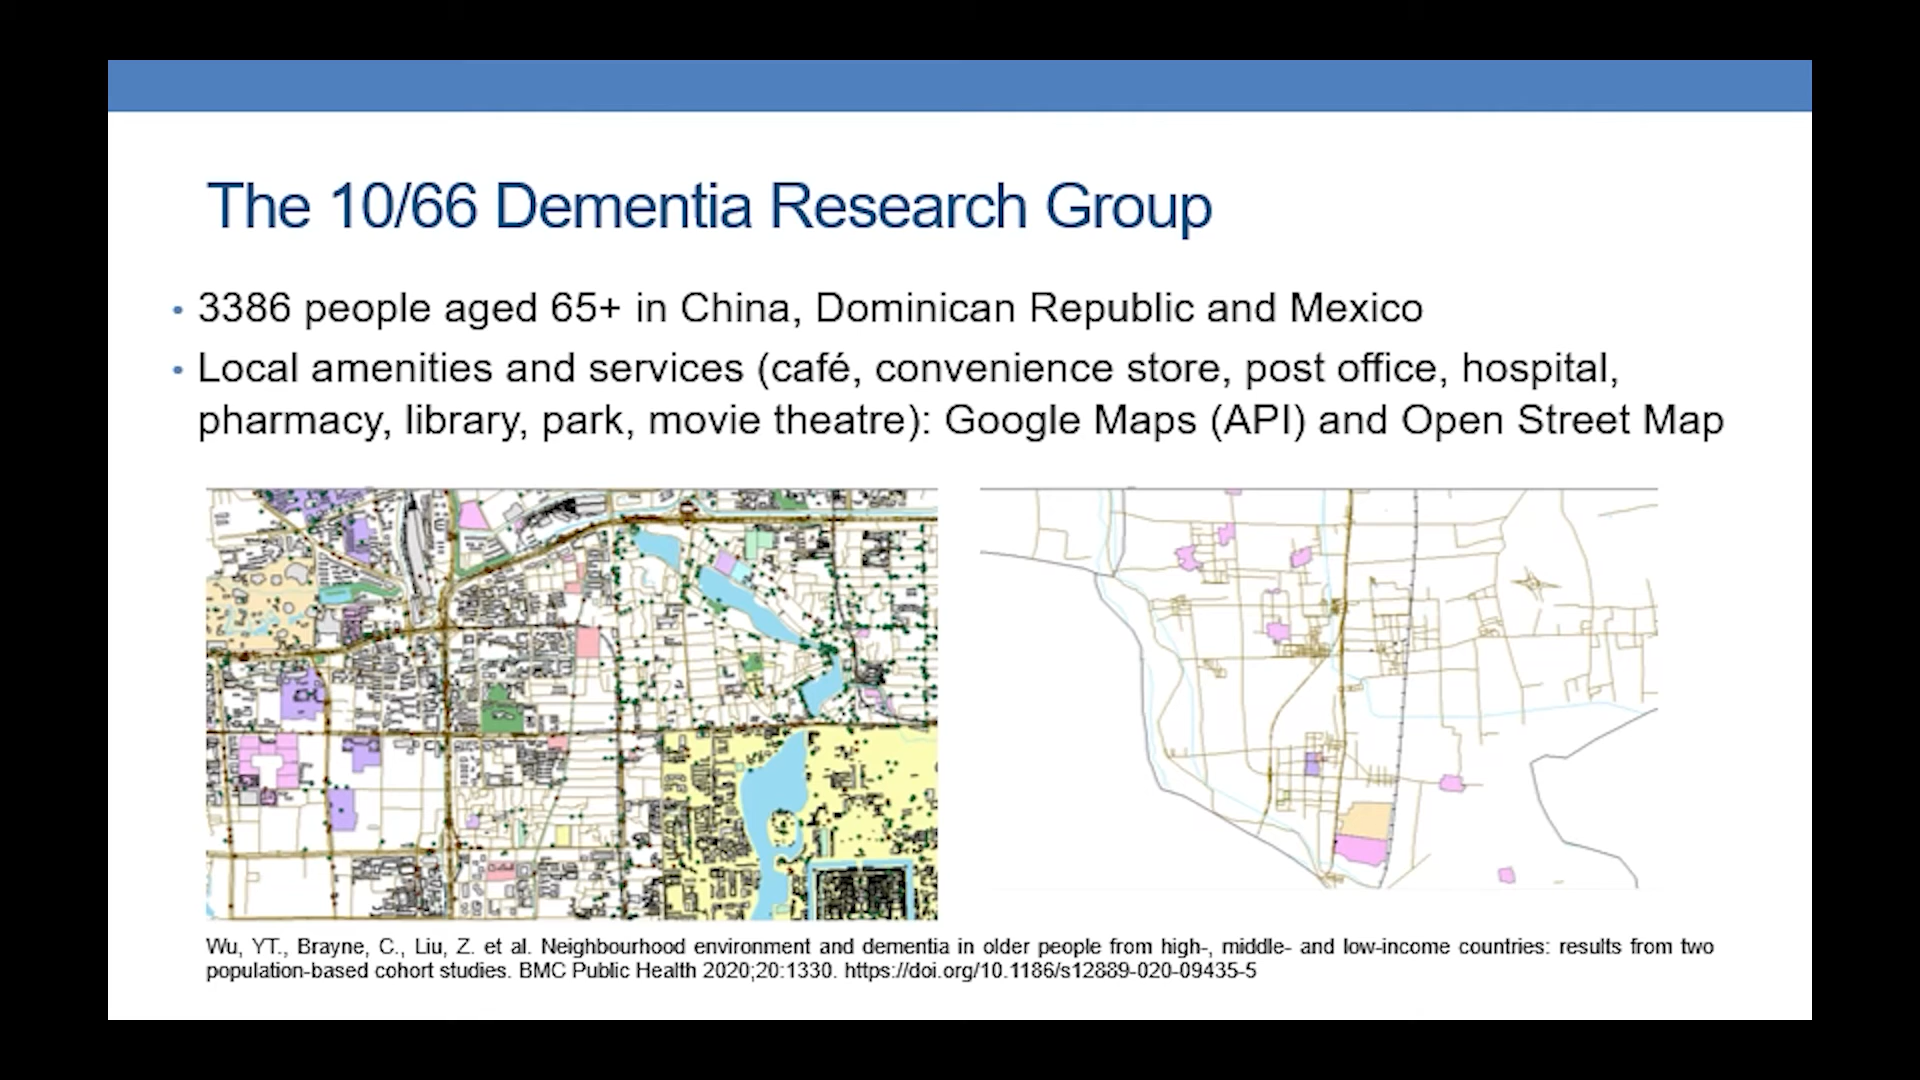 The 10/66 Dementia Research Group
• 3386 people aged 65+ in China, Dominican Republic and Mexico
• Local amenities and services (café, convenience store, post office, hospital,
pharmacy, library, park, movie theatre): Google Maps (API) and Open Street Map
Wu, YT., Brayne, C., Liu, Z. et al. Neighbourhood environment and dementia in older people from high-, middle- and low-income countries: results from two
population-based cohort studies. BMC Public Health 2020;20:1330. https://doi.org/10.1186/s12889-020-09435-5